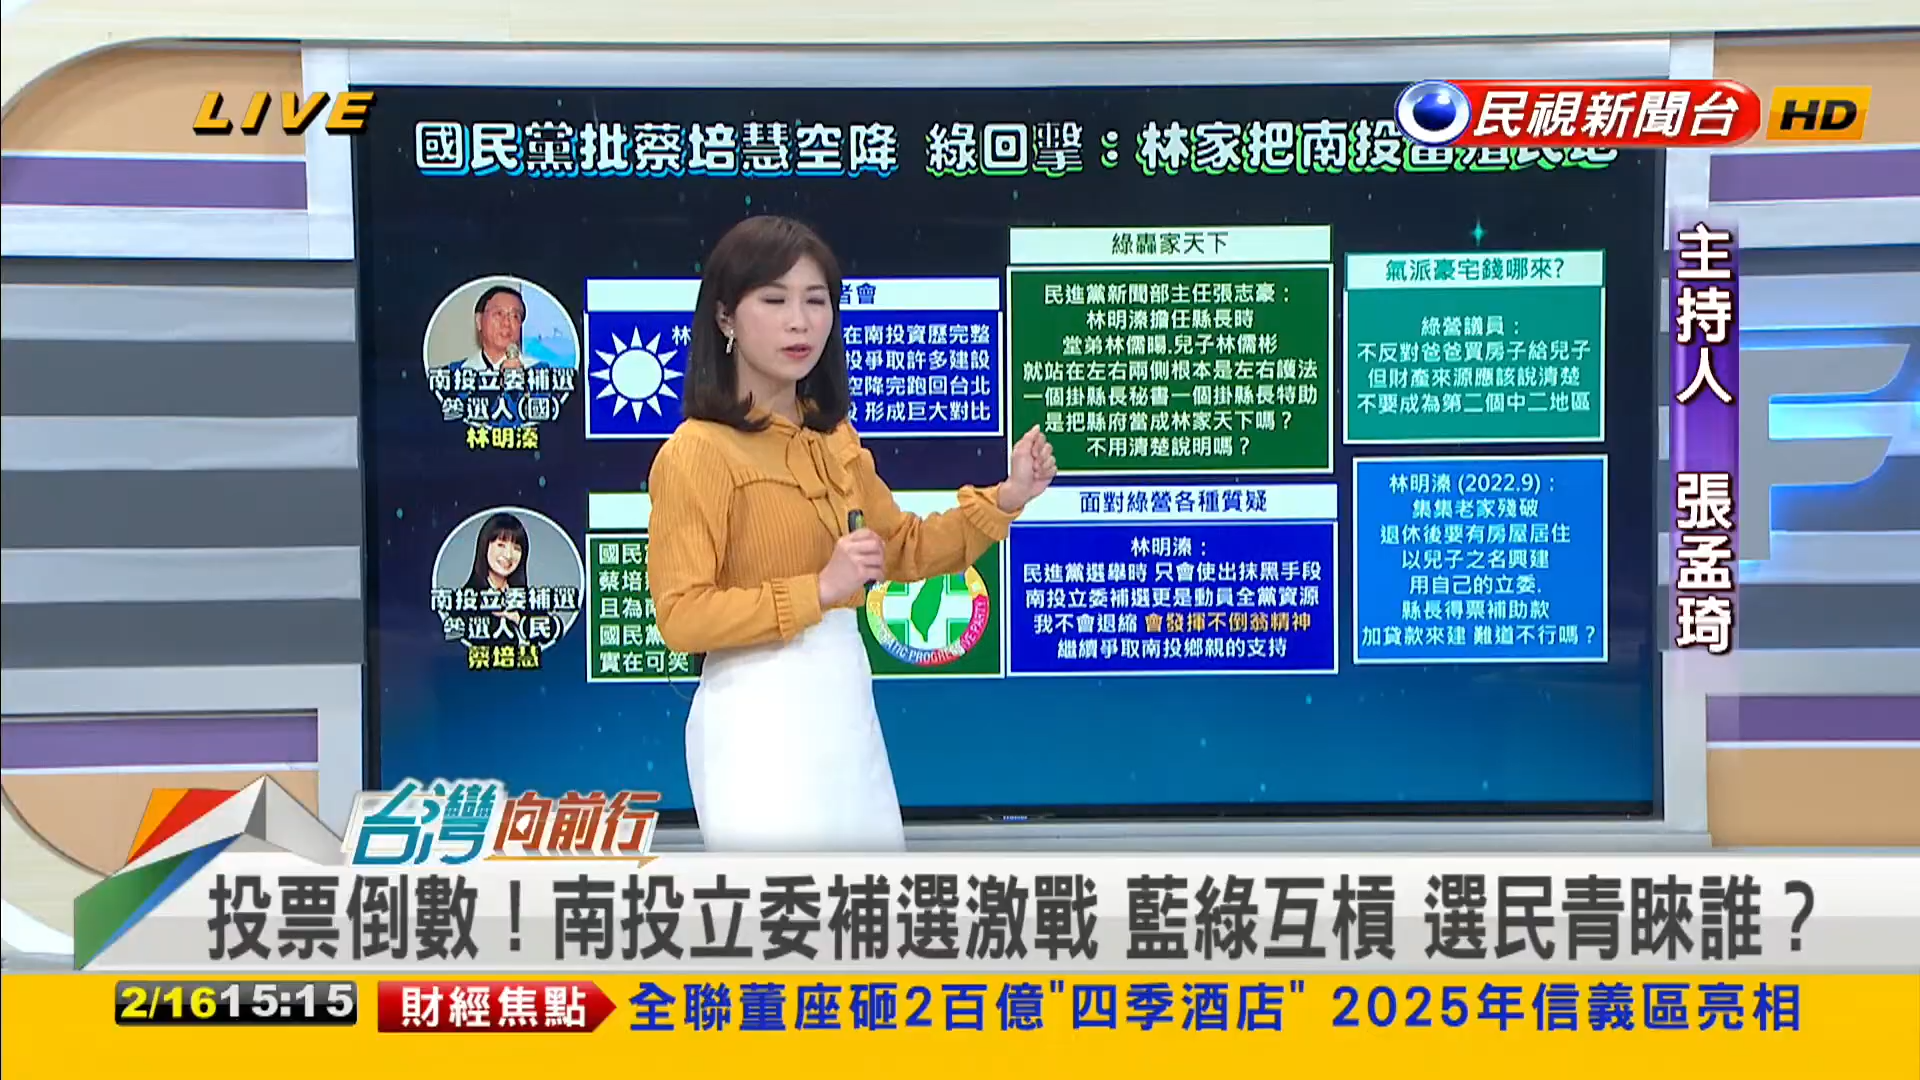 LIVE
民視新聞台
HD
國民黨批蔡培慧空降 綠回擊：林家把南投當殖民地
主持人 張孟琦
南投立委補選
參選人(國)
林明溱
者會
林
在南投資歷完整
投爭取許多建設
空降完跑回台北
形成巨大對比
綠轟家天下
民進黨新聞部主任張志豪：
林明溱擔任縣長時
堂弟林儒暘.兒子林儒彬
就站在左右兩側根本是左右護法
一個掛縣長秘書一個掛縣長特助
是把縣府當成林家天下嗎？
不用清楚說明嗎？
氣派豪宅錢哪來？
綠營議員：
不反對爸爸買房子給兒子
但財產來源應該說清楚
不要成為第二個中二地區
南投立委補選
參選人(民)
蔡培慧
國民
蔡培
且為
國民黨
實在可笑
面對綠營各種質疑
林明溱：
民進黨選舉時 只會使出抹黑手段
南投立委補選更是動員全黨資源
我不會退縮 會發揮不倒翁精神
繼續爭取南投鄉親的支持
林明溱 (2022.9)：
集集老家殘破
退休後要有房屋居住
以兒子之名興建
用自己的立委.
縣長得票補助款
加貸款來建 難道不行嗎？
台灣向前行
投票倒數！南投立委補選激戰 藍綠互槓 選民青睞誰？
2/16 15:15
財經焦點
全聯董座砸2百億"四季酒店" 2025年信義區亮相